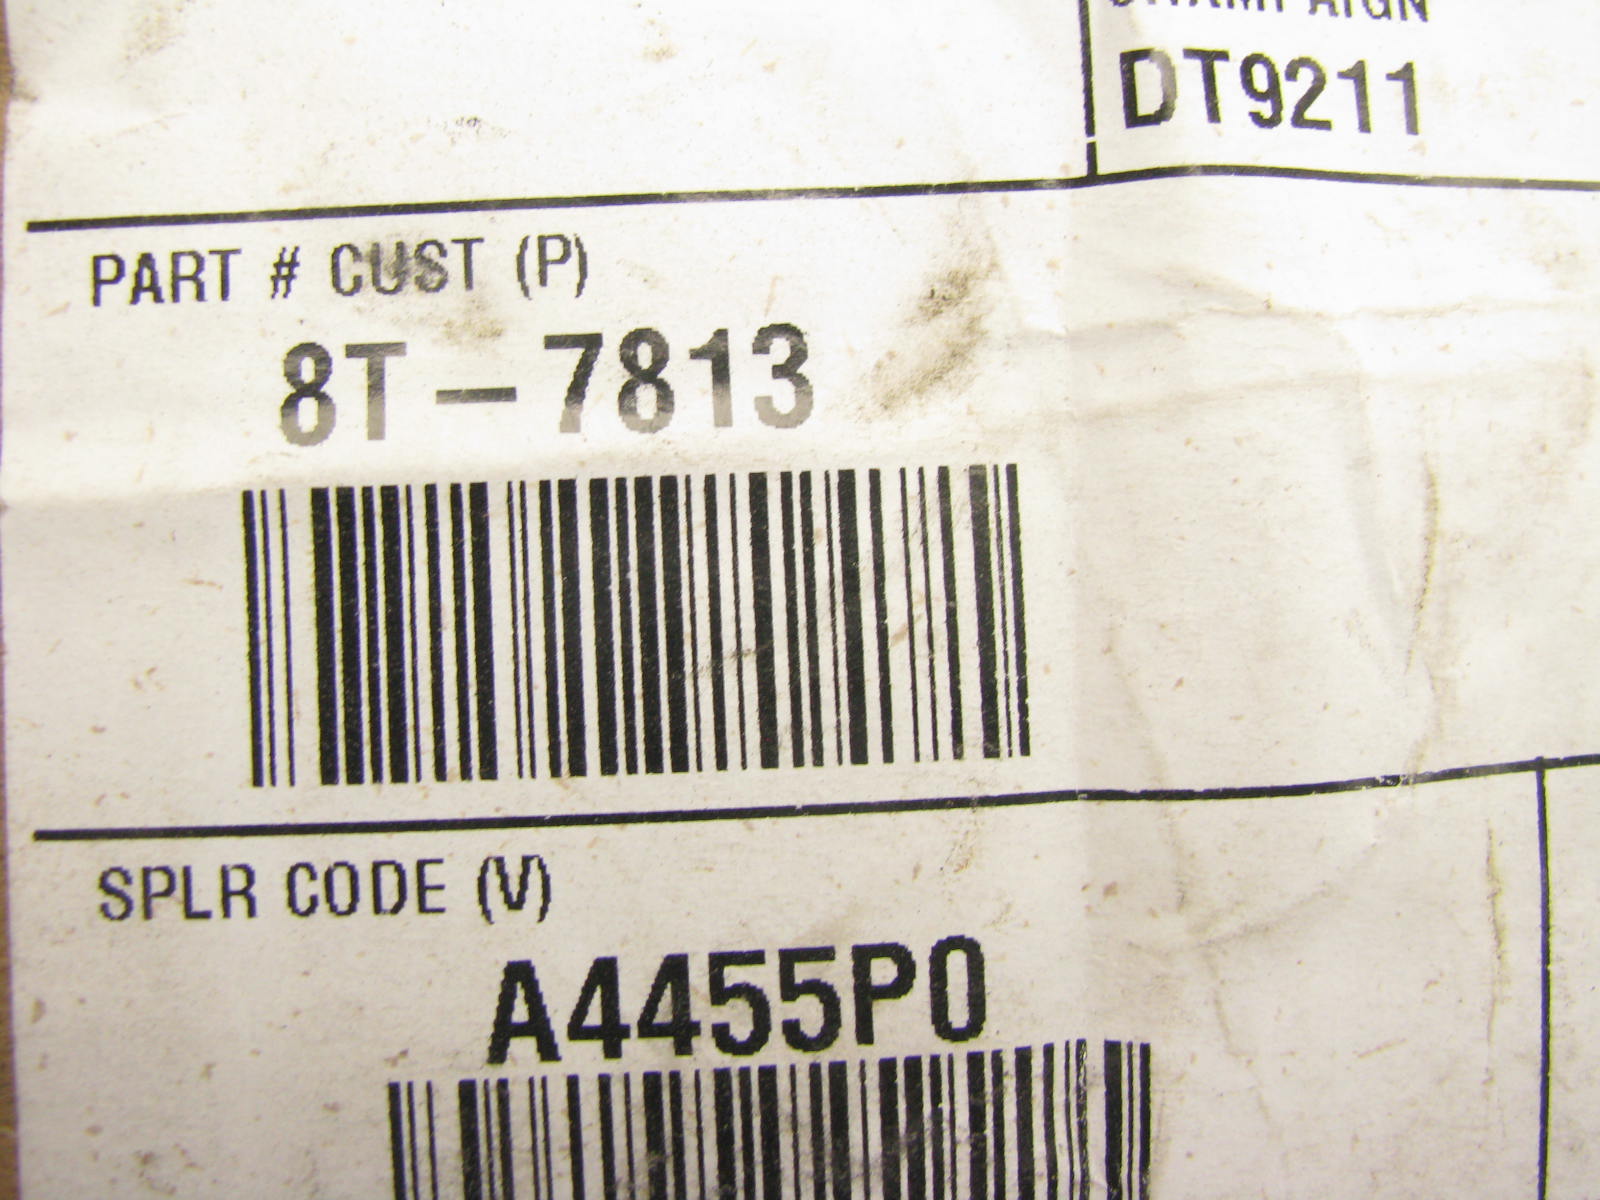 DT9211
PART # CUST (P)
8T-7813
SPLR CODE (V)
A4455P0